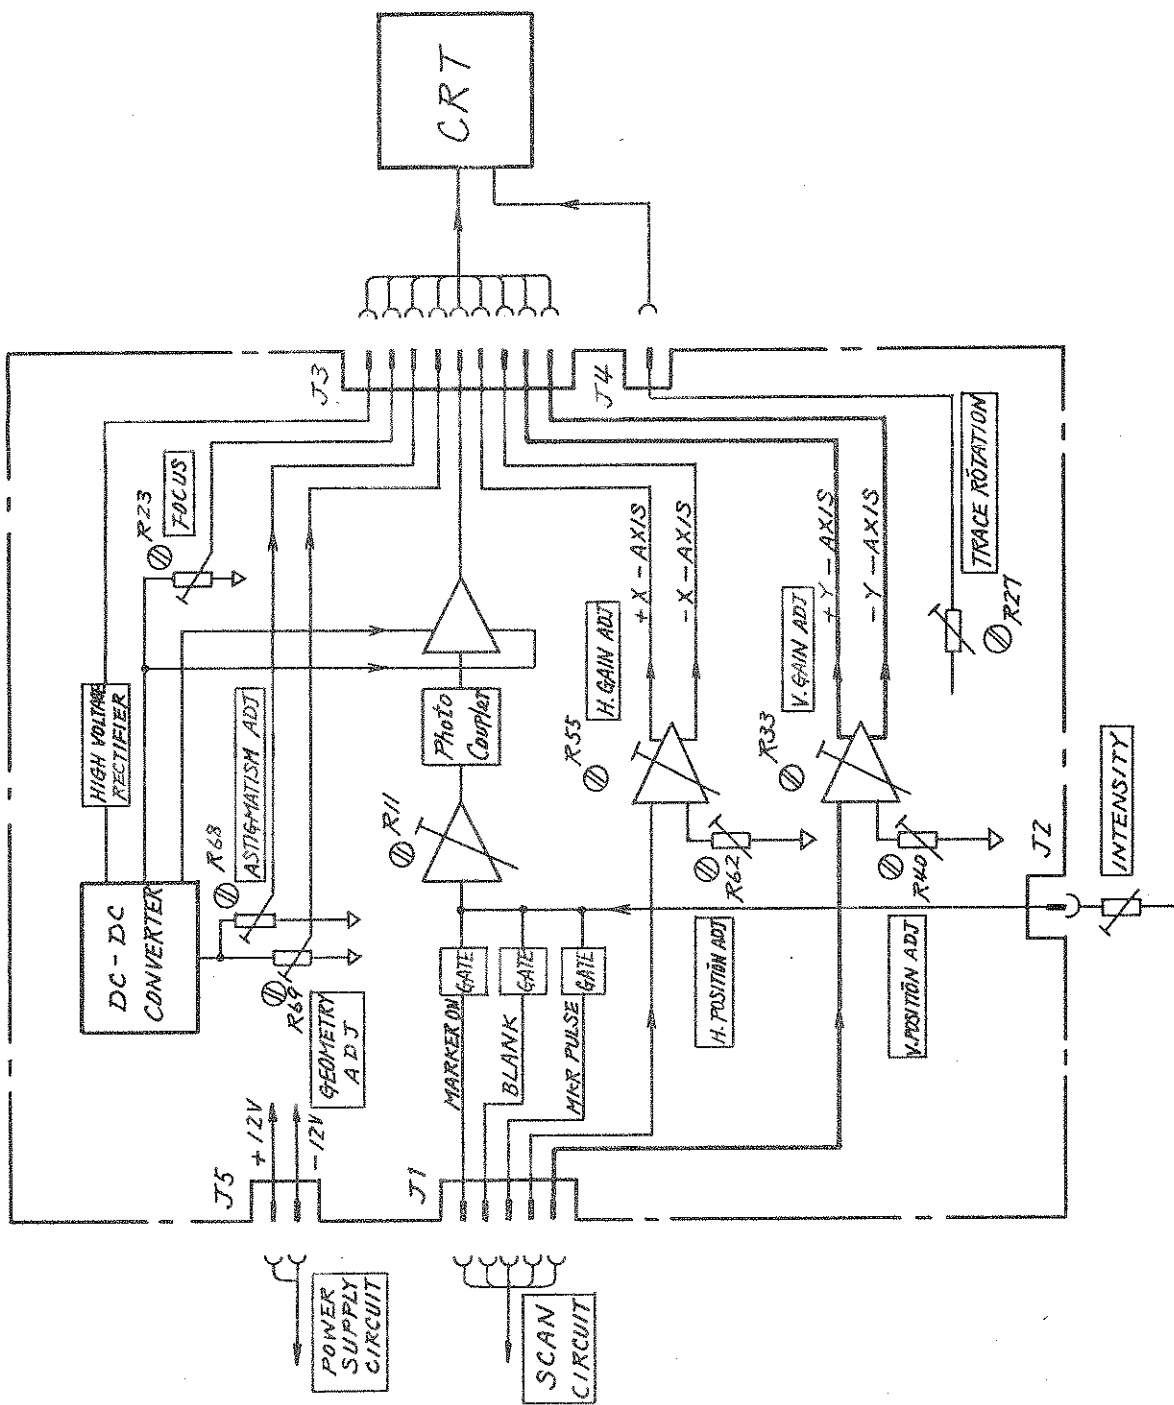 POWER
SUPPLY
CIRCUIT
SCAN
CIRCUIT
J5
+12V
-12V
J1
DC-DC
CONVERTER
HIGH VOLTAGE
RECTIFIER
R23
FOCUS
R68
ASTIGMATISM ADJ
R69
GEOMETRY
ADJ
MARKER ON
GATE
BLANK
GATE
MKR PULSE
GATE
R11
Photo
Coupler
R55
H.GAIN ADJ
+X-AXIS
-X-AXIS
R62
H.POSITION ADJ
R33
V.GAIN ADJ
+Y-AXIS
-Y-AXIS
R40
V.POSITION ADJ
R27
TRACE ROTATION
J2
INTENSITY
J3
J4
CRT